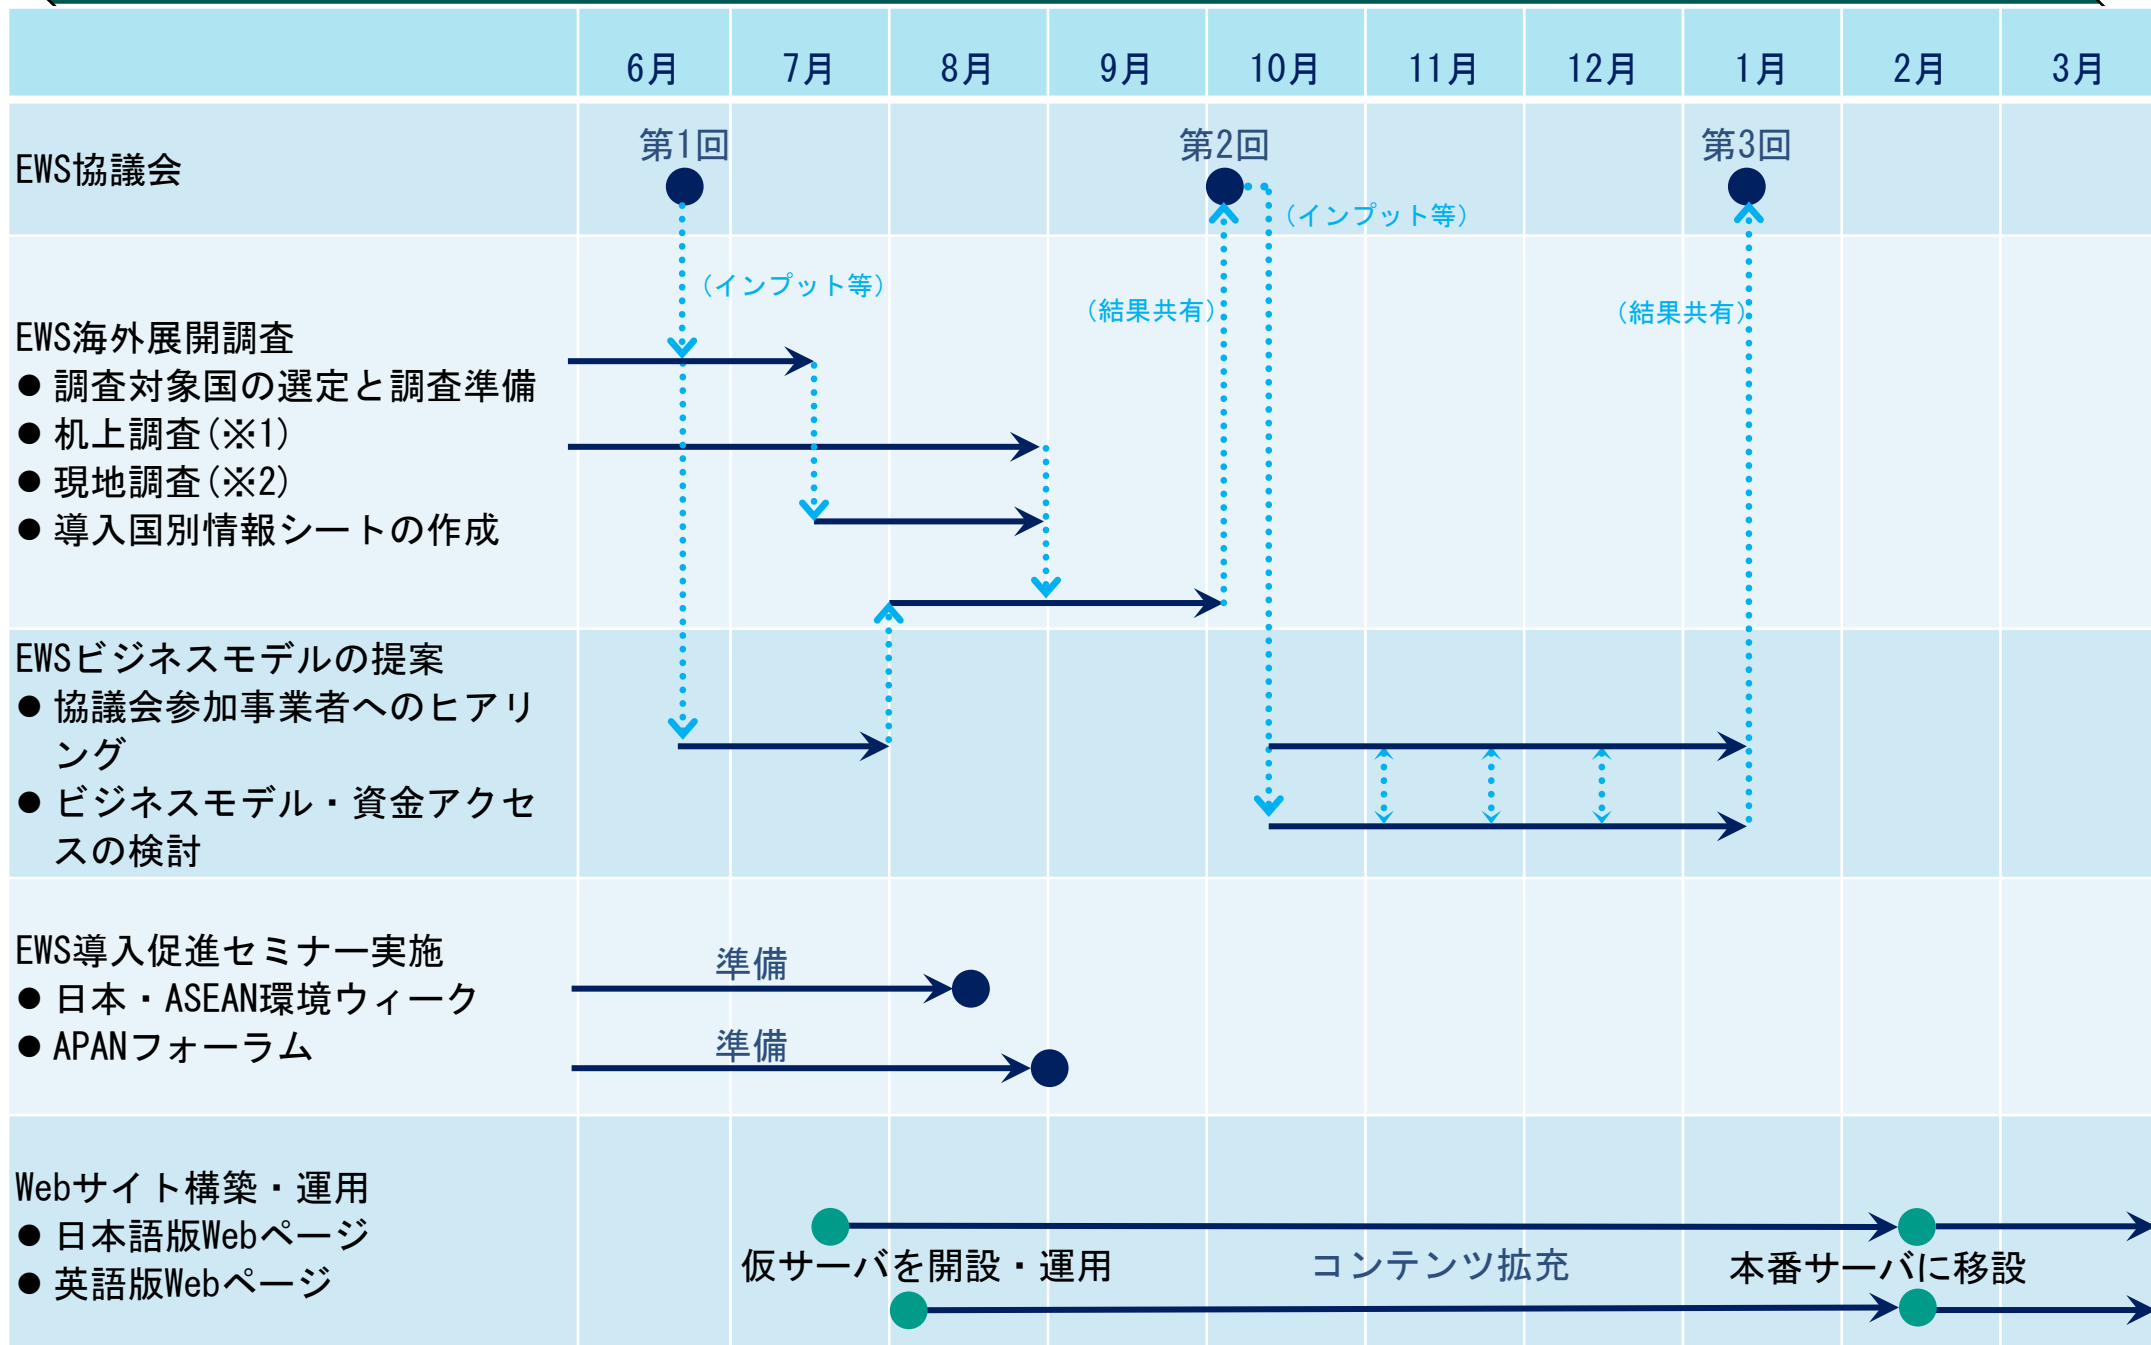 6月 7月 8月 9月 10月 11月 12月 1月 2月 3月
EWS協議会
第1回
第2回
第3回
(インプット等)
(インプット等)
(結果共有)
(結果共有)
EWS海外展開調査
● 調査対象国の選定と調査準備
● 机上調査(※1)
● 現地調査(※2)
● 導入国別情報シートの作成
EWSビジネスモデルの提案
● 協議会参加事業者へのヒアリ
ング
● ビジネスモデル・資金アクセ
スの検討
EWS導入促進セミナー実施
● 日本・ASEAN環境ウィーク
● APANフォーラム
準備
準備
Webサイト構築・運用
● 日本語版Webページ
● 英語版Webページ
仮サーバを開設・運用
コンテンツ拡充
本番サーバに移設